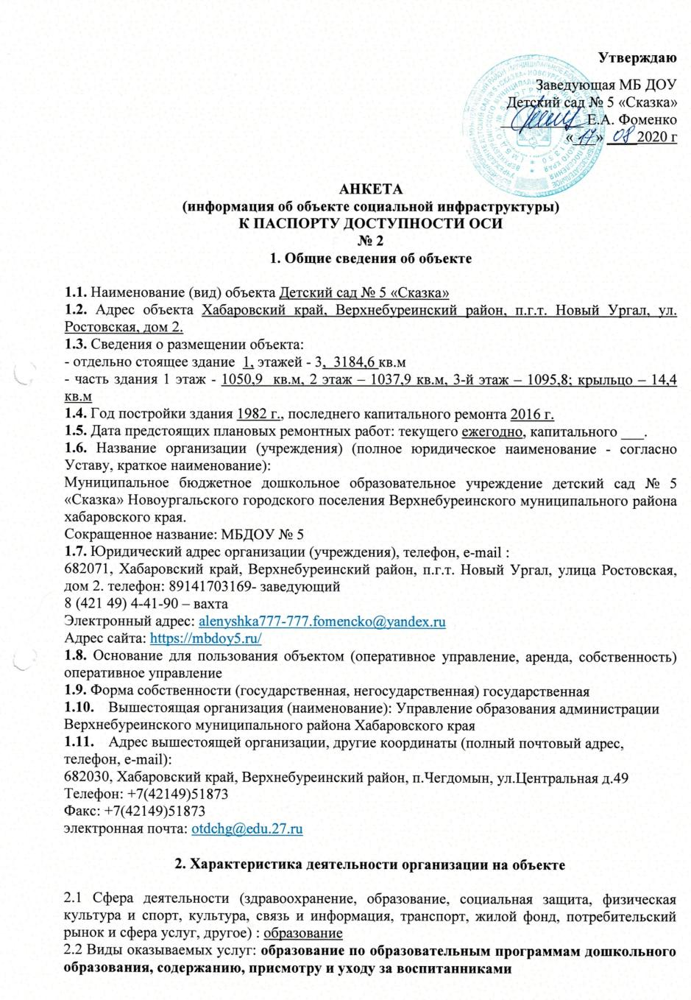 Утверждаю
Заведующая МБ ДОУ
Детский сад № 5 «Сказка»
____________ Е.А. Фоменко
«_17_» _08_2020 г
АНКЕТА
(информация об объекте социальной инфраструктуры)
К ПАСПОРТУ ДОСТУПНОСТИ ОСИ
№ 2
1. Общие сведения об объекте
1.1. Наименование (вид) объекта Детский сад № 5 «Сказка»
1.2. Адрес объекта Хабаровский край, Верхнебуреинский район, п.г.т. Новый Ургал, ул.
Ростовская, дом 2.
1.3. Сведения о размещении объекта:
- отдельно стоящее здание 1, этажей - 3, 3184,6 кв.м
- часть здания 1 этаж - 1050,9 кв.м, 2 этаж – 1037,9 кв.м, 3-й этаж – 1095,8; крыльцо – 14,4
кв.м
1.4. Год постройки здания 1982 г., последнего капитального ремонта 2016 г.
1.5. Дата предстоящих плановых ремонтных работ: текущего ежегодно, капитального ___.
1.6. Название организации (учреждения) (полное юридическое наименование - согласно
Уставу, краткое наименование):
Муниципальное бюджетное дошкольное образовательное учреждение детский сад № 5
«Сказка» Новоургальского городского поселения Верхнебуреинского муниципального района
хабаровского края.
Сокращенное название: МБДОУ № 5
1.7. Юридический адрес организации (учреждения), телефон, e-mail :
682071, Хабаровский край, Верхнебуреинский район, п.г.т. Новый Ургал, улица Ростовская,
дом 2. телефон: 89141703169- заведующий
8 (421 49) 4-41-90 – вахта
Электронный адрес: alenyshka777-777.fomencko@yandex.ru
Адрес сайта: https://mbdoy5.ru/
1.8. Основание для пользования объектом (оперативное управление, аренда, собственность)
оперативное управление
1.9. Форма собственности (государственная, негосударственная) государственная
1.10. Вышестоящая организация (наименование): Управление образования администрации
Верхнебуреинского муниципального района Хабаровского края
1.11. Адрес вышестоящей организации, другие координаты (полный почтовый адрес,
телефон, e-mail):
682030, Хабаровский край, Верхнебуреинский район, п.Чегдомын, ул.Центральная д.49
Телефон: +7(42149)51873
Факс: +7(42149)51873
электронная почта: otdchg@edu.27.ru
2. Характеристика деятельности организации на объекте
2.1 Сфера деятельности (здравоохранение, образование, социальная защита, физическая
культура и спорт, культура, связь и информация, транспорт, жилой фонд, потребительский
рынок и сфера услуг, другое) : образование
2.2 Виды оказываемых услуг: образование по образовательным программам дошкольного
образования, содержанию, присмотру и уходу за воспитанниками